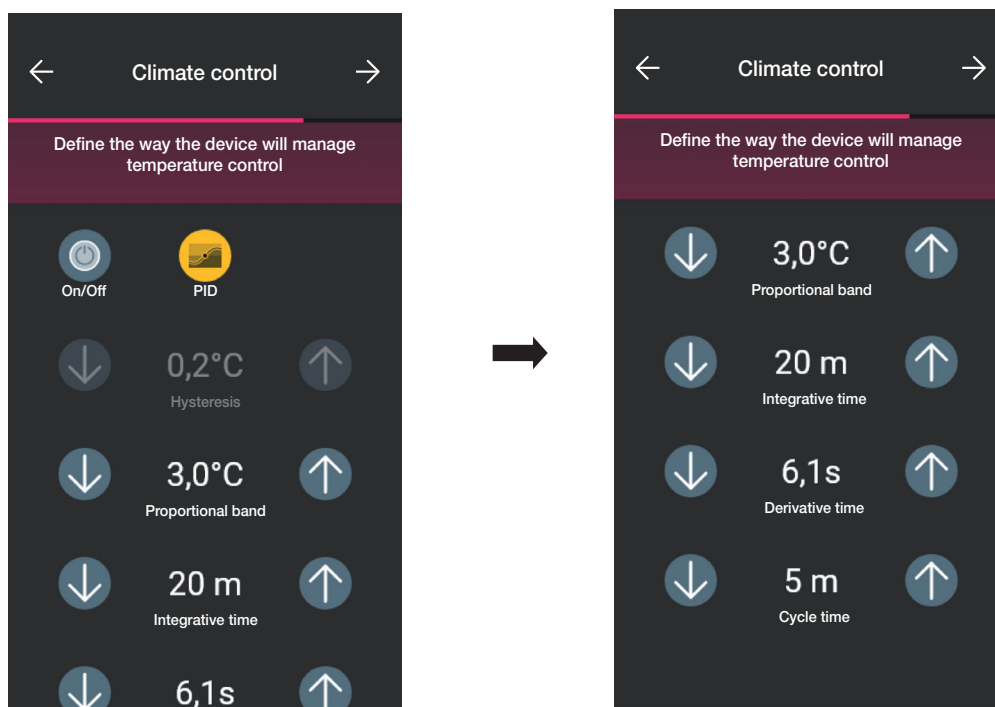 Climate control
Define the way the device will manage
temperature control
On/Off
PID
0,2°C
Hysteresis
3,0°C
Proportional band
20 m
Integrative time
6,1s
Climate control
Define the way the device will manage
temperature control
3,0°C
Proportional band
20 m
Integrative time
6,1s
Derivative time
5 m
Cycle time